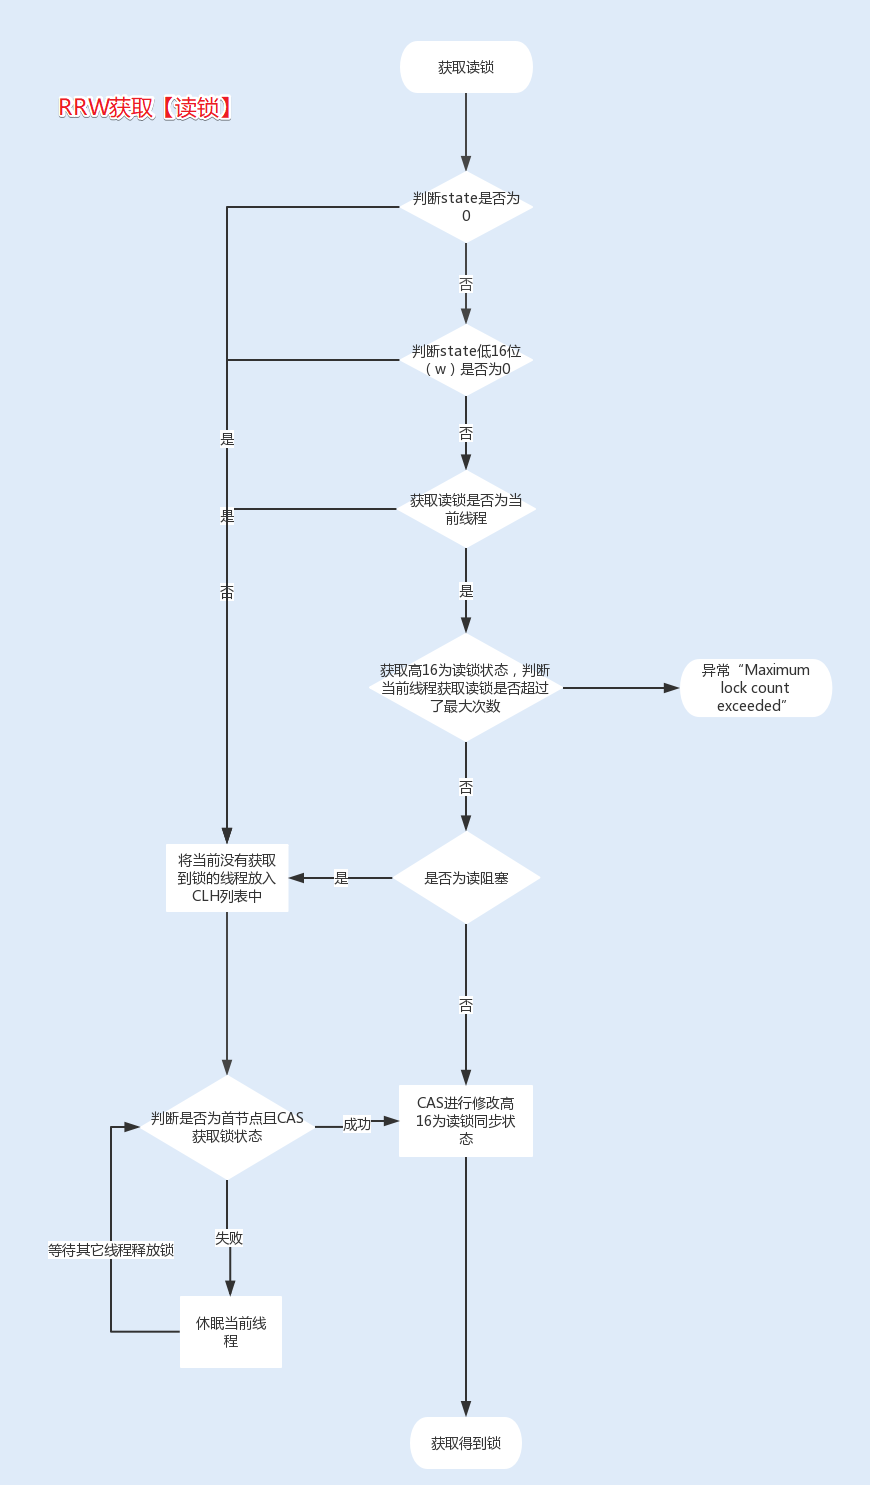 获取读锁
RRW获取【读锁】
判断state是否为
0
否
判断state低16位
（w）是否为0
是
否
获取读锁是否为当
前线程
是
否
是
获取高16为读锁状态，判断
当前线程获取读锁是否超过
了最大次数
异常“Maximum
lock count
exceeded”
否
将当前没有获取
到锁的线程放入
CLH列表中
是
是否为读阻塞
否
判断是否为首节点且CAS
获取锁状态
成功
CAS进行修改高
16为读锁同步状
态
失败
等待其它线程释放锁
休眠当前线
程
获取得到锁